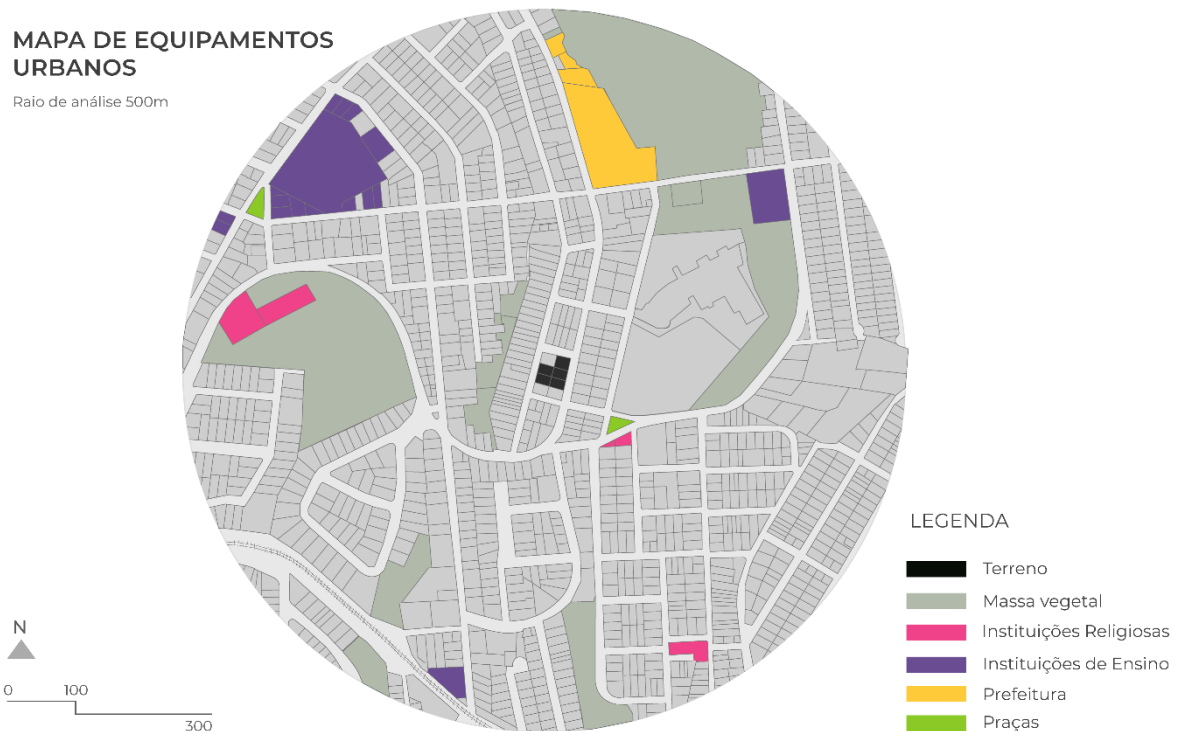 MAPA DE EQUIPAMENTOS
URBANOS
Raio de análise 500m
LEGENDA
Terreno
Massa vegetal
Instituições Religiosas
Instituições de Ensino
Prefeitura
Praças
N
0 100
300